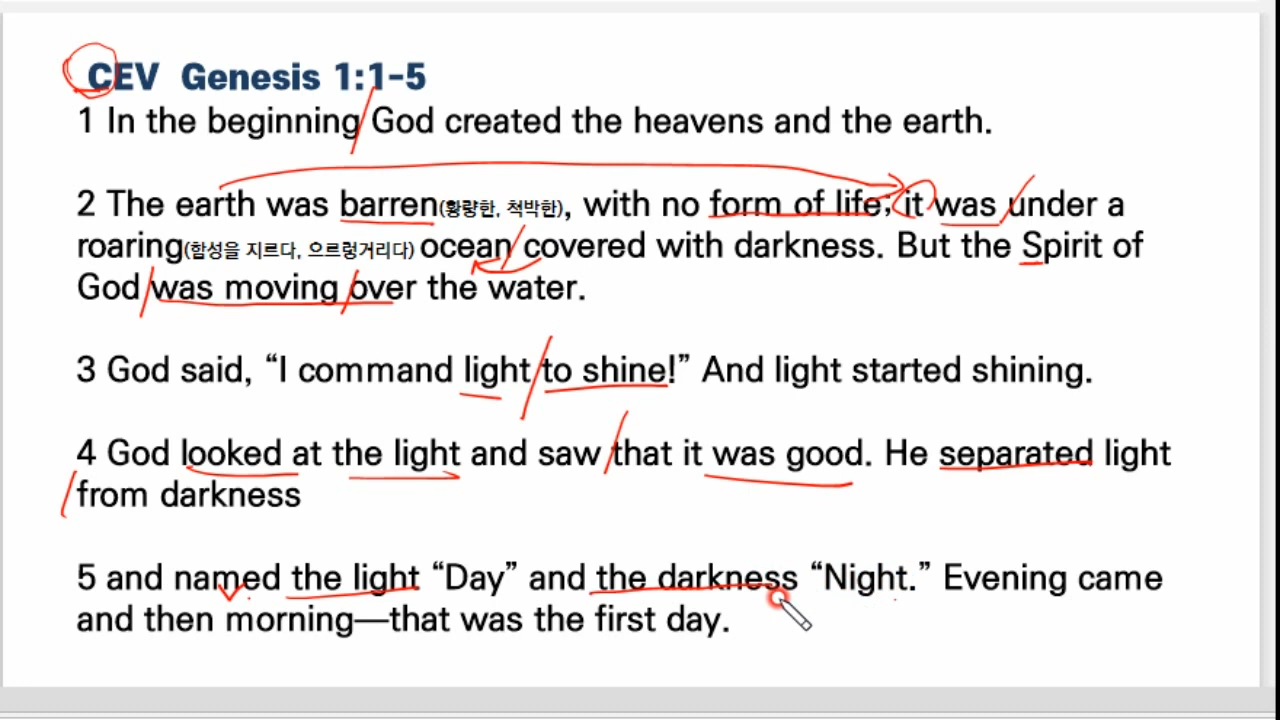 CEV Genesis 1:1-5
1 In the beginning God created the heavens and the earth.
2 The earth was barren(황량한, 척박한), with no form of life; it was under a
roaring(함성을 지르다, 으르렁거리다) ocean covered with darkness. But the Spirit of
God was moving over the water.
3 God said, “I command light to shine!” And light started shining.
4 God looked at the light and saw that it was good. He separated light
from darkness
5 and named the light “Day” and the darkness “Night.” Evening came
and then morning—that was the first day.